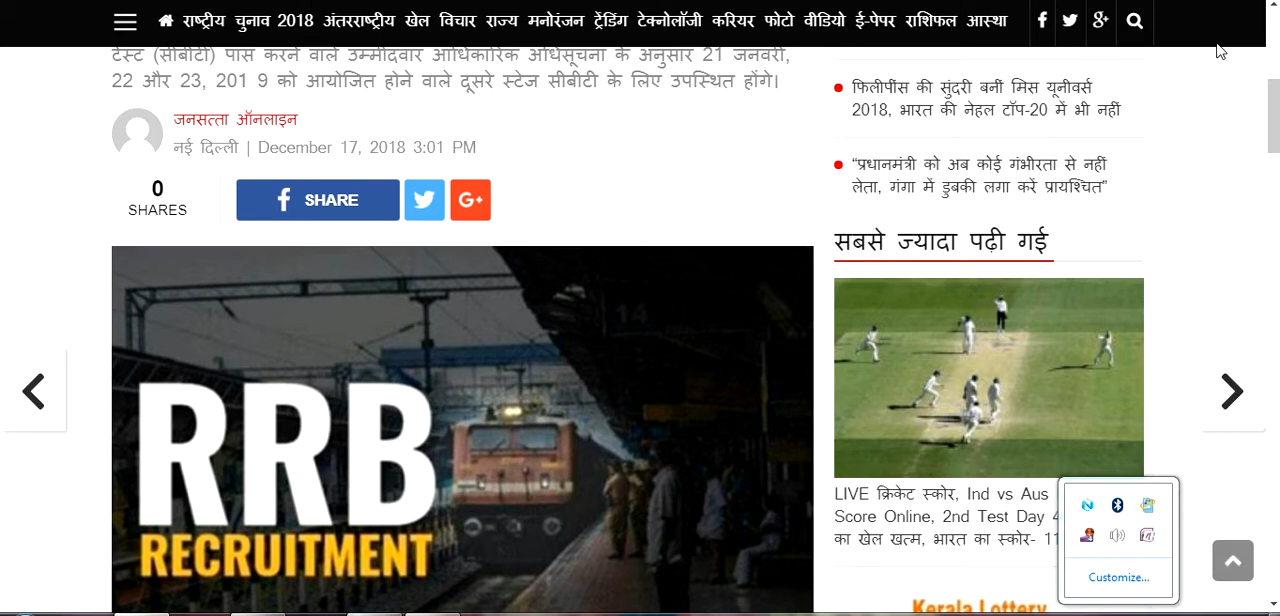 राष्ट्रीय चुनाव 2018 अंतरराष्ट्रीय खेल विचार राज्य मनोरंजन ट्रेंडिंग टेक्नोलॉजी करियर फोटो वीडियो ई-पेपर राशिफल आस्था
टेस्ट (सीबीटी) पास करने वाले उम्मीदवार आधिकारिक अधिसूचना के अनुसार 21 जनवरी,
22 और 23, 201 9 को आयोजित होने वाले दूसरे स्टेज सीबीटी के लिए उपस्थित होंगे।
जनसत्ता ऑनलाइन
नई दिल्ली | December 17, 2018 3:01 PM
0
SHARES
SHARE
G+
14
RRB
RECRUITMENT
फिलीपींस की सुंदरी बनीं मिस यूनीवर्स
2018, भारत की नेहल टॉप-20 में भी नहीं
“प्रधानमंत्री को अब कोई गंभीरता से नहीं
लेता, गंगा में डुबकी लगा करें प्रायश्चित”
सबसे ज्यादा पढ़ी गई
LIVE क्रिकेट स्कोर, Ind vs Aus
Score Online, 2nd Test Day 4
का खेल खत्म, भारत का स्कोर- 11
Customize...
Kerala Lottery